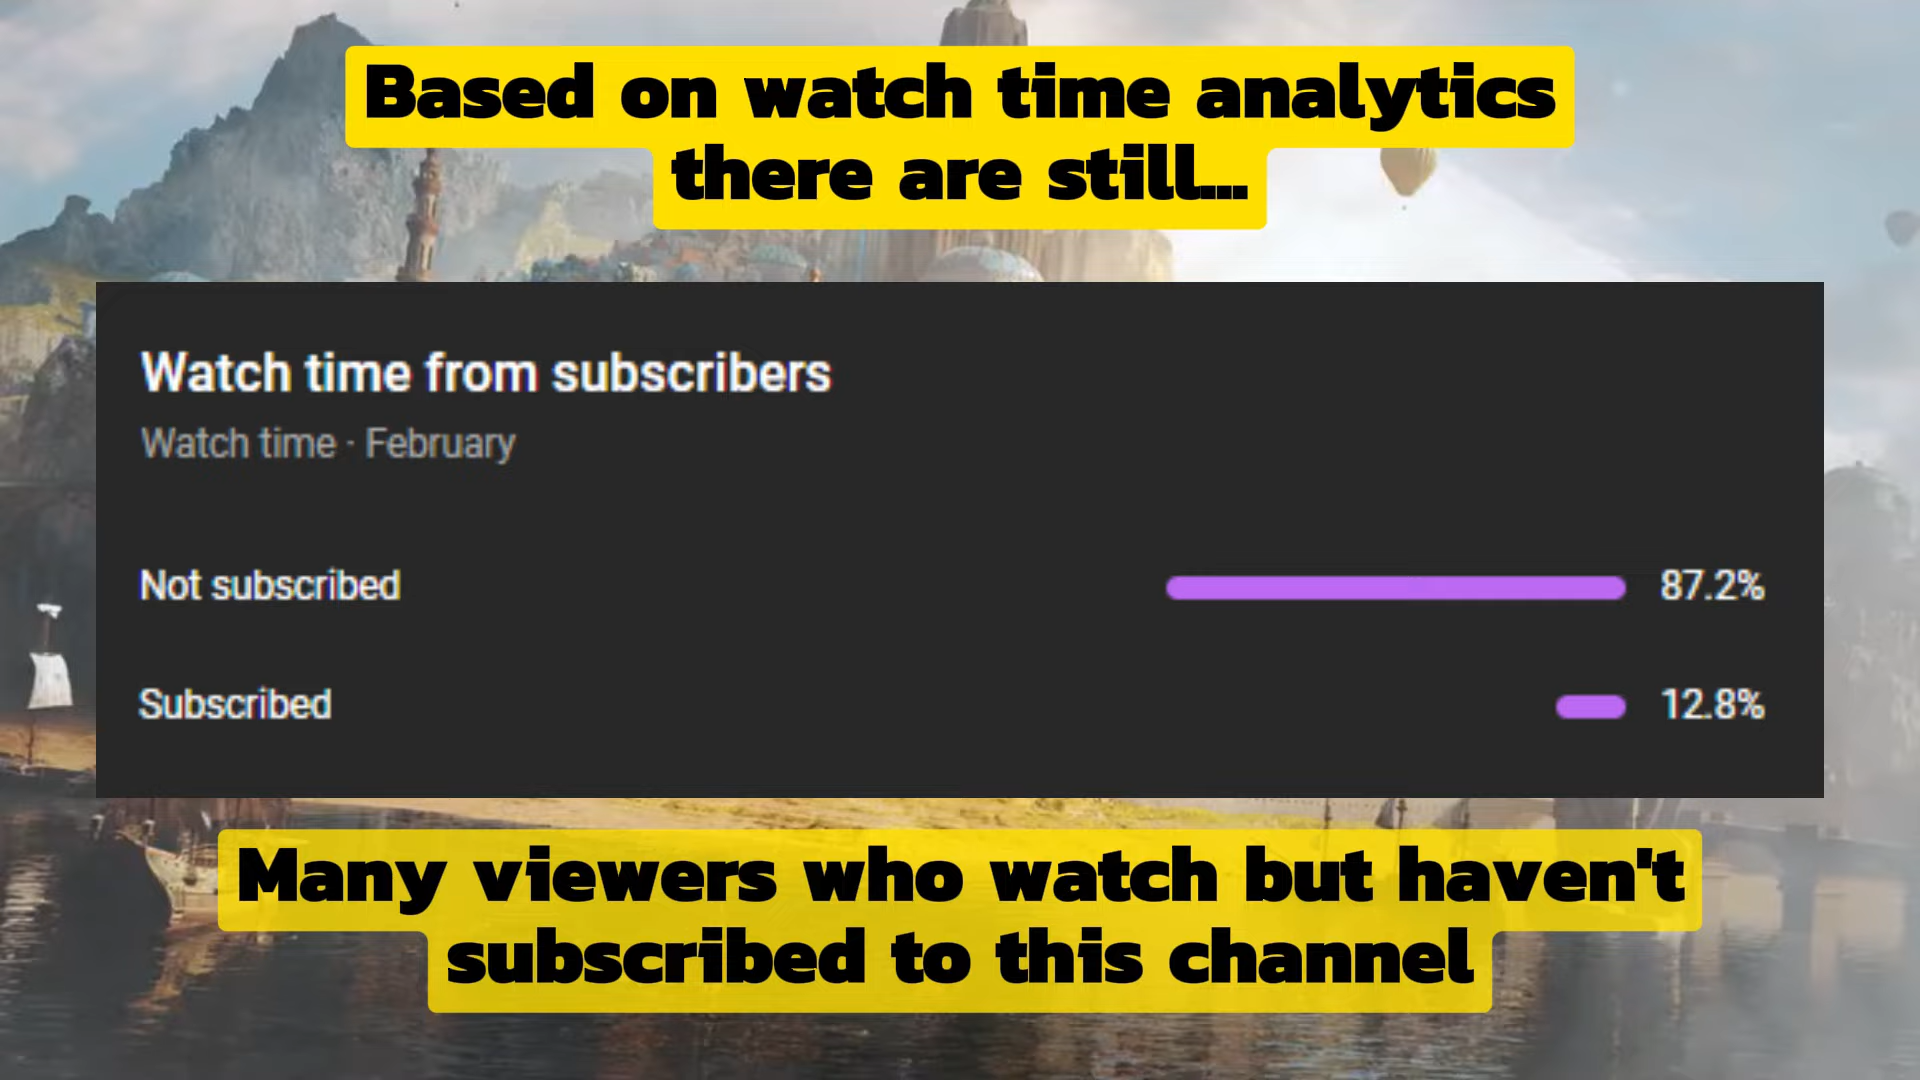 Based on watch time analytics
there are still...
Watch time from subscribers
Watch time · February
Not subscribed 87.2%
Subscribed 12.8%
Many viewers who watch but haven't
subscribed to this channel